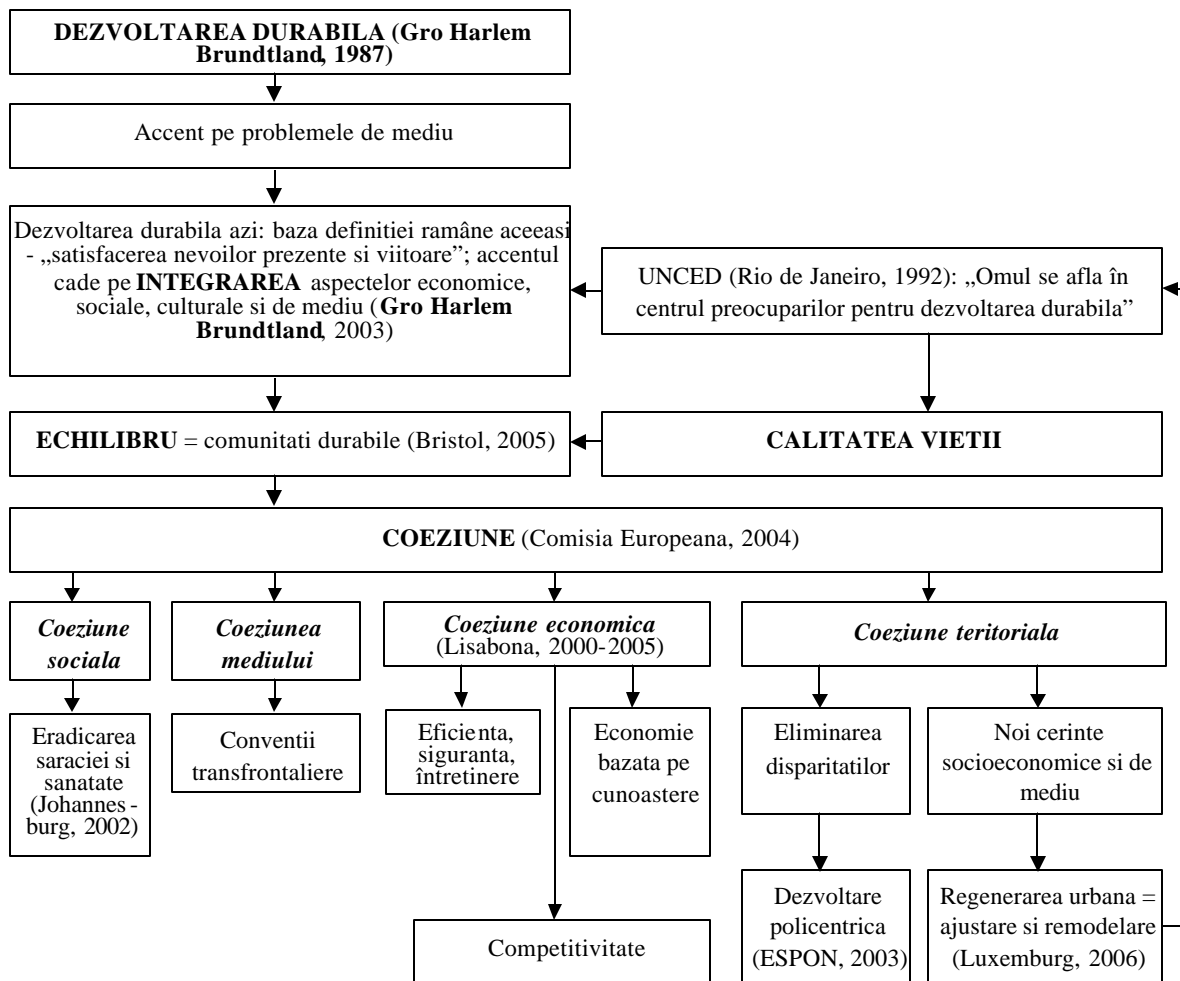 DEZVOLTAREA DURABILA (Gro Harlem
Brundtland, 1987)
Accent pe problemele de mediu
Dezvoltarea durabila azi: baza definitiei ramâne aceeasi
- „satisfacerea nevoilor prezente si viitoare”; accentul
cade pe INTEGRAREA aspectelor economice,
sociale, culturale si de mediu (Gro Harlem
Brundtland, 2003)
UNCED (Rio de Janeiro, 1992): „Omul se afla în
centrul preocuparilor pentru dezvoltarea durabila”
ECHILIBRU = comunitati durabile (Bristol, 2005)
CALITATEA VIETII
COEZIUNE (Comisia Europeana, 2004)
Coeziune
sociala
Coeziunea
mediului
Coeziune economica
(Lisabona, 2000-2005)
Coeziune teritoriala
Eradicarea
saraciei si
sanatate
(Johannes-
burg, 2002)
Conventii
transfrontaliere
Eficienta,
siguranta,
întretinere
Economie
bazata pe
cunoastere
Eliminarea
disparitatilor
Noi cerinte
socioeconomice si de
mediu
Competitivitate
Dezvoltare
policentrica
(ESPON, 2003)
Regenerarea urbana =
ajustare si remodelare
(Luxemburg, 2006)